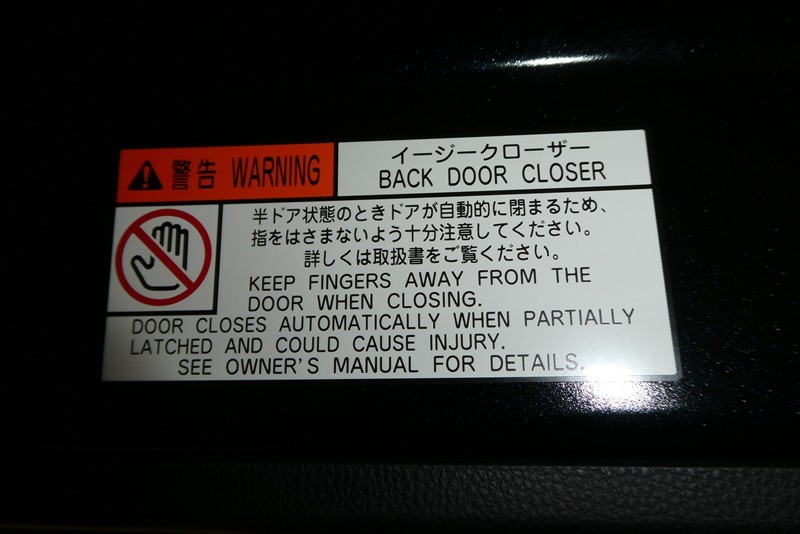 警告 WARNING
イージークローザー
BACK DOOR CLOSER
半ドア状態のときドアが自動的に閉まるため、
指をはさまないよう十分注意してください。
詳しくは取扱書をご覧ください。
KEEP FINGERS AWAY FROM THE
DOOR WHEN CLOSING.
DOOR CLOSES AUTOMATICALLY WHEN PARTIALLY
LATCHED AND COULD CAUSE INJURY.
SEE OWNER'S MANUAL FOR DETAILS.